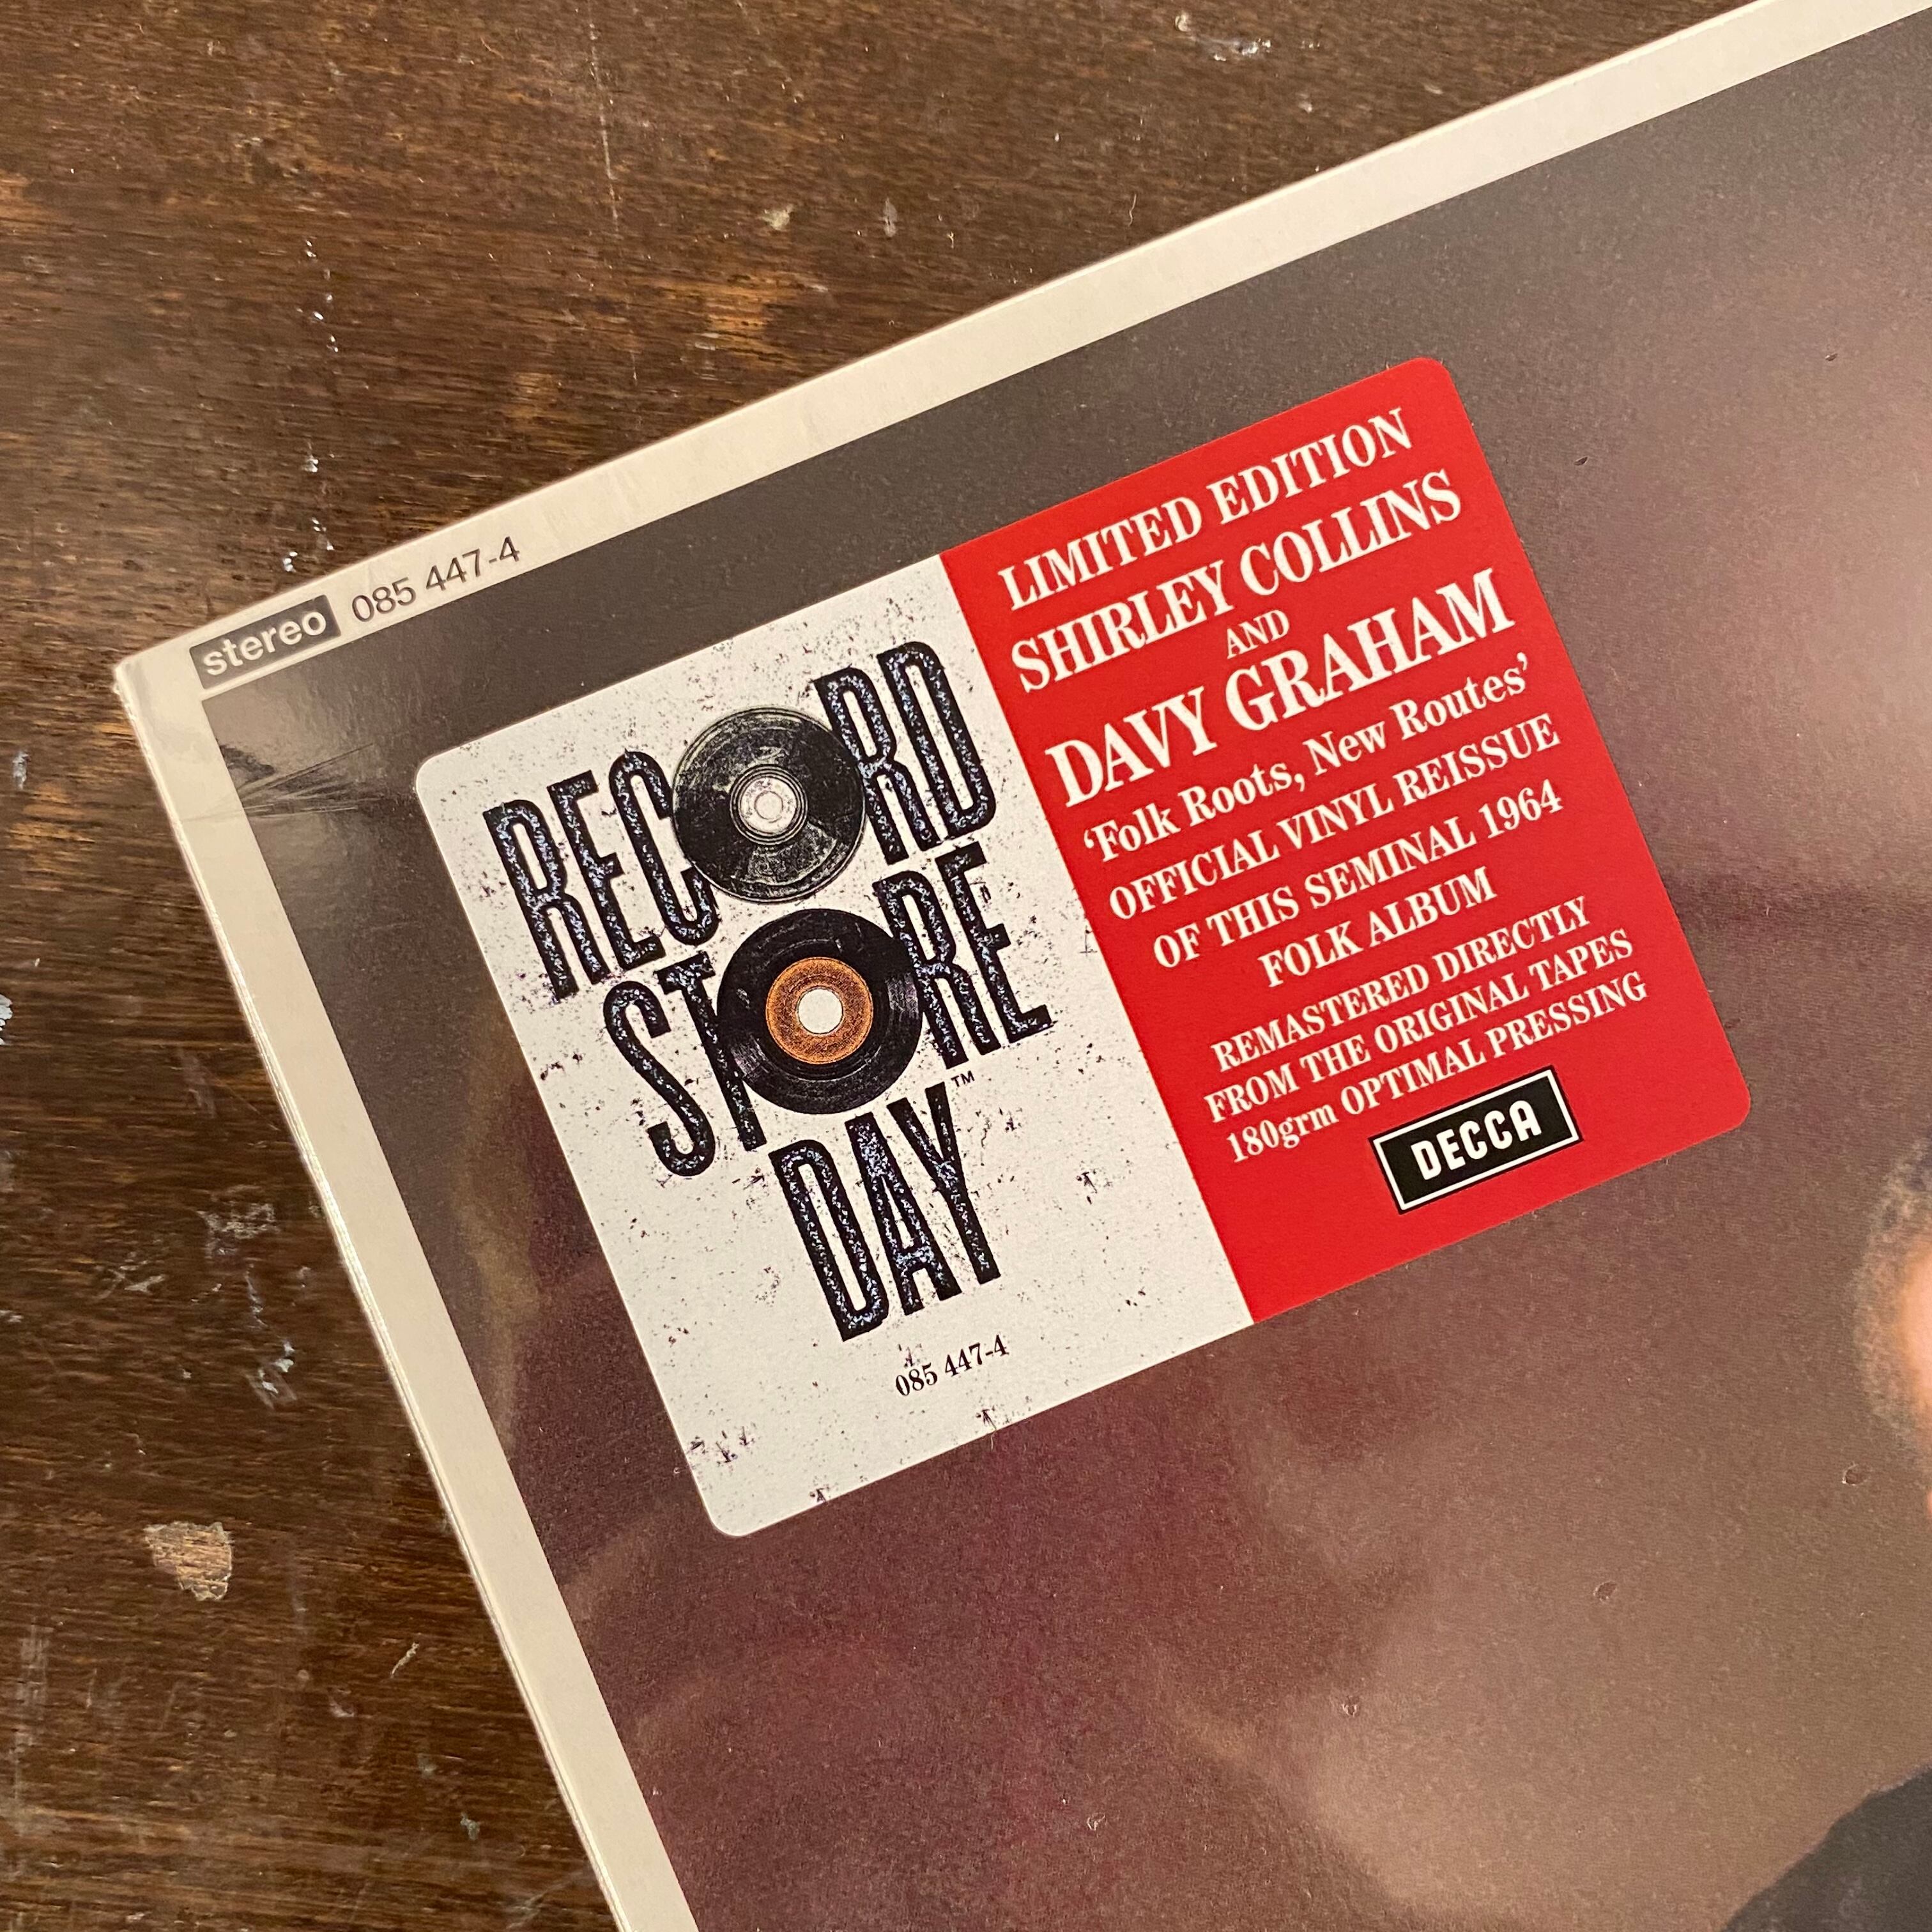 stereo 085 447-4
RECORD
STORE
DAY™
085 447-4
LIMITED EDITION
SHIRLEY COLLINS
AND
DAVY GRAHAM
‘Folk Roots, New Routes’
OFFICIAL VINYL REISSUE
OF THIS SEMINAL 1964
FOLK ALBUM
REMASTERED DIRECTLY
FROM THE ORIGINAL TAPES
180grm OPTIMAL PRESSING
DECCA